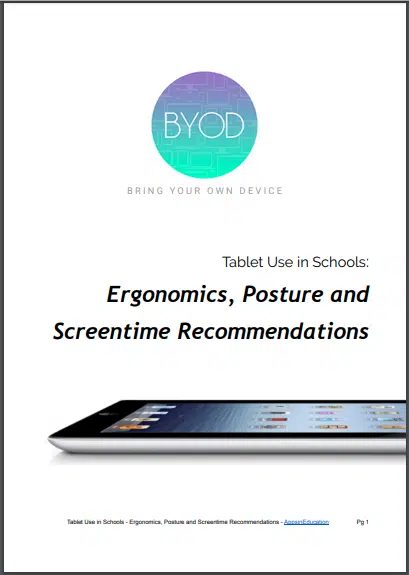 BYOD
BRING YOUR OWN DEVICE
Tablet Use in Schools:
Ergonomics, Posture and
Screentime Recommendations
Tablet Use in Schools - Ergonomics, Posture and Screentime Recommendations - AppsinEducation Pg 1